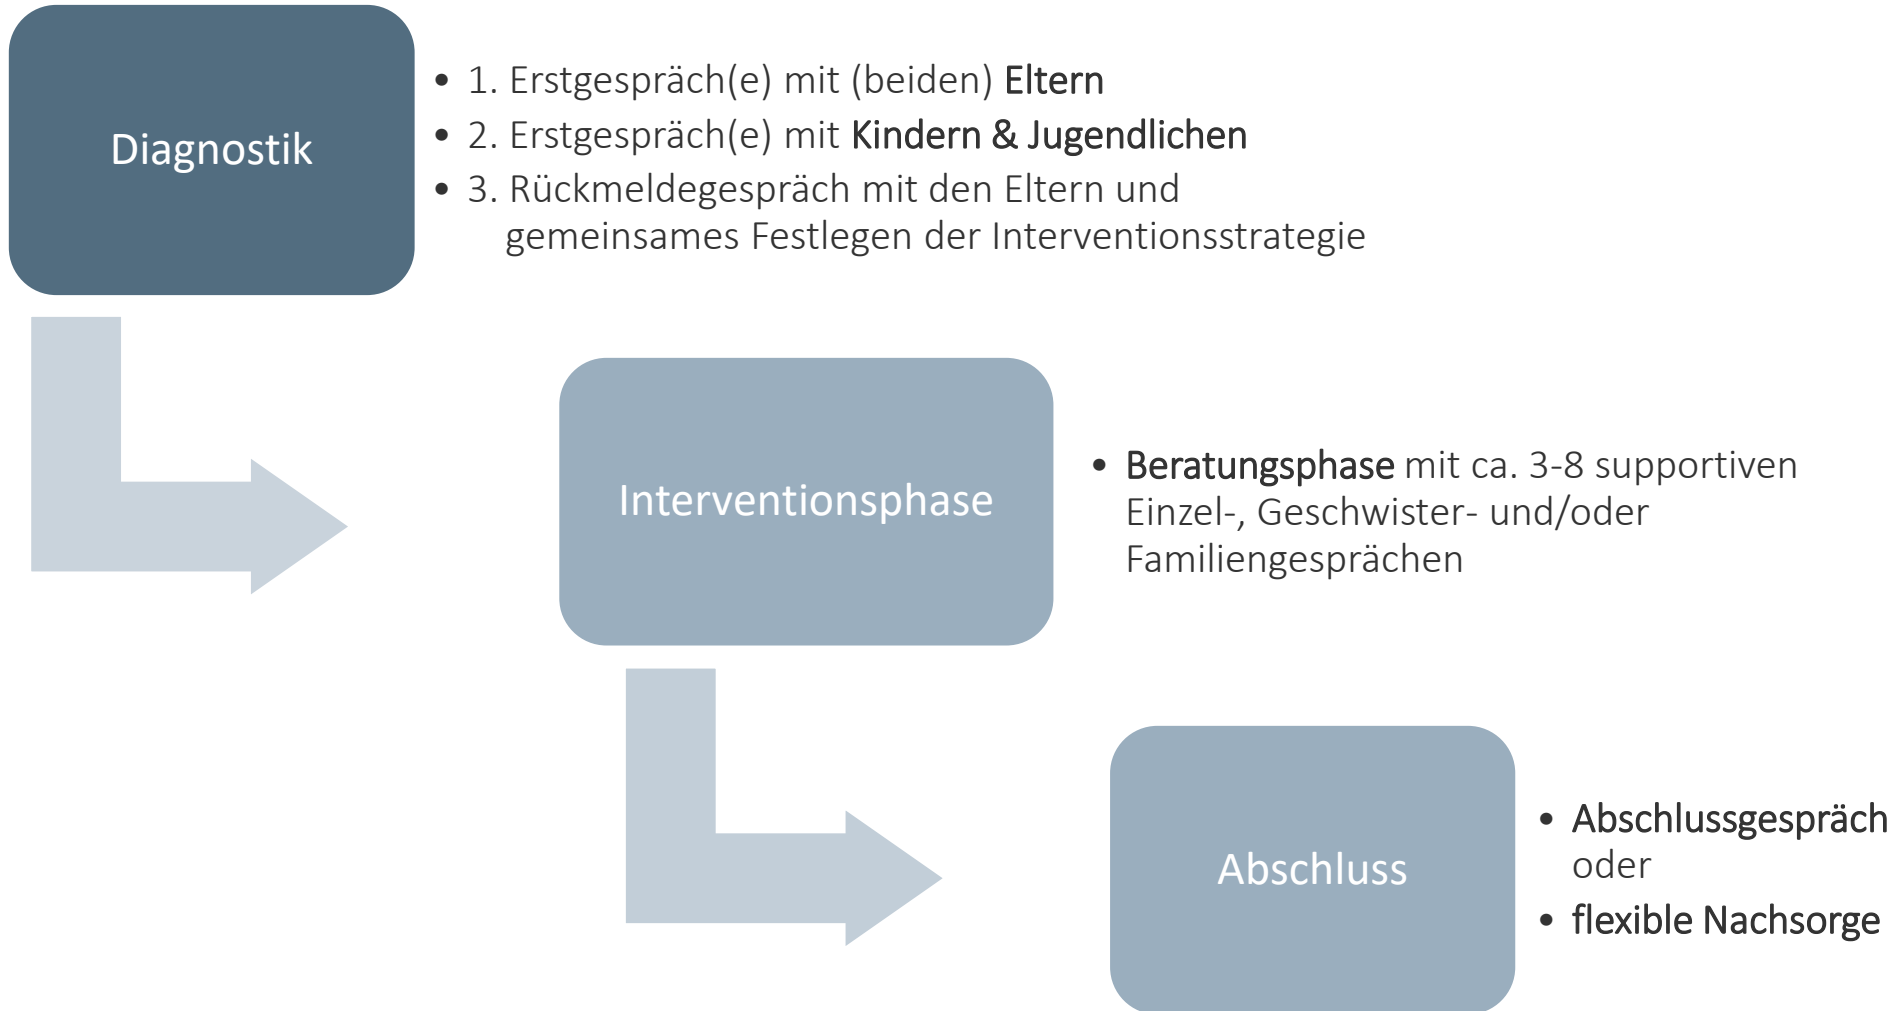 Diagnostik
• 1. Erstgespräch(e) mit (beiden) Eltern
• 2. Erstgespräch(e) mit Kindern & Jugendlichen
• 3. Rückmeldegespräch mit den Eltern und
gemeinsames Festlegen der Interventionsstrategie
Interventionsphase
• Beratungsphase mit ca. 3-8 supportiven
Einzel-, Geschwister- und/oder
Familiengesprächen
Abschluss
• Abschlussgespräch
oder
• flexible Nachsorge